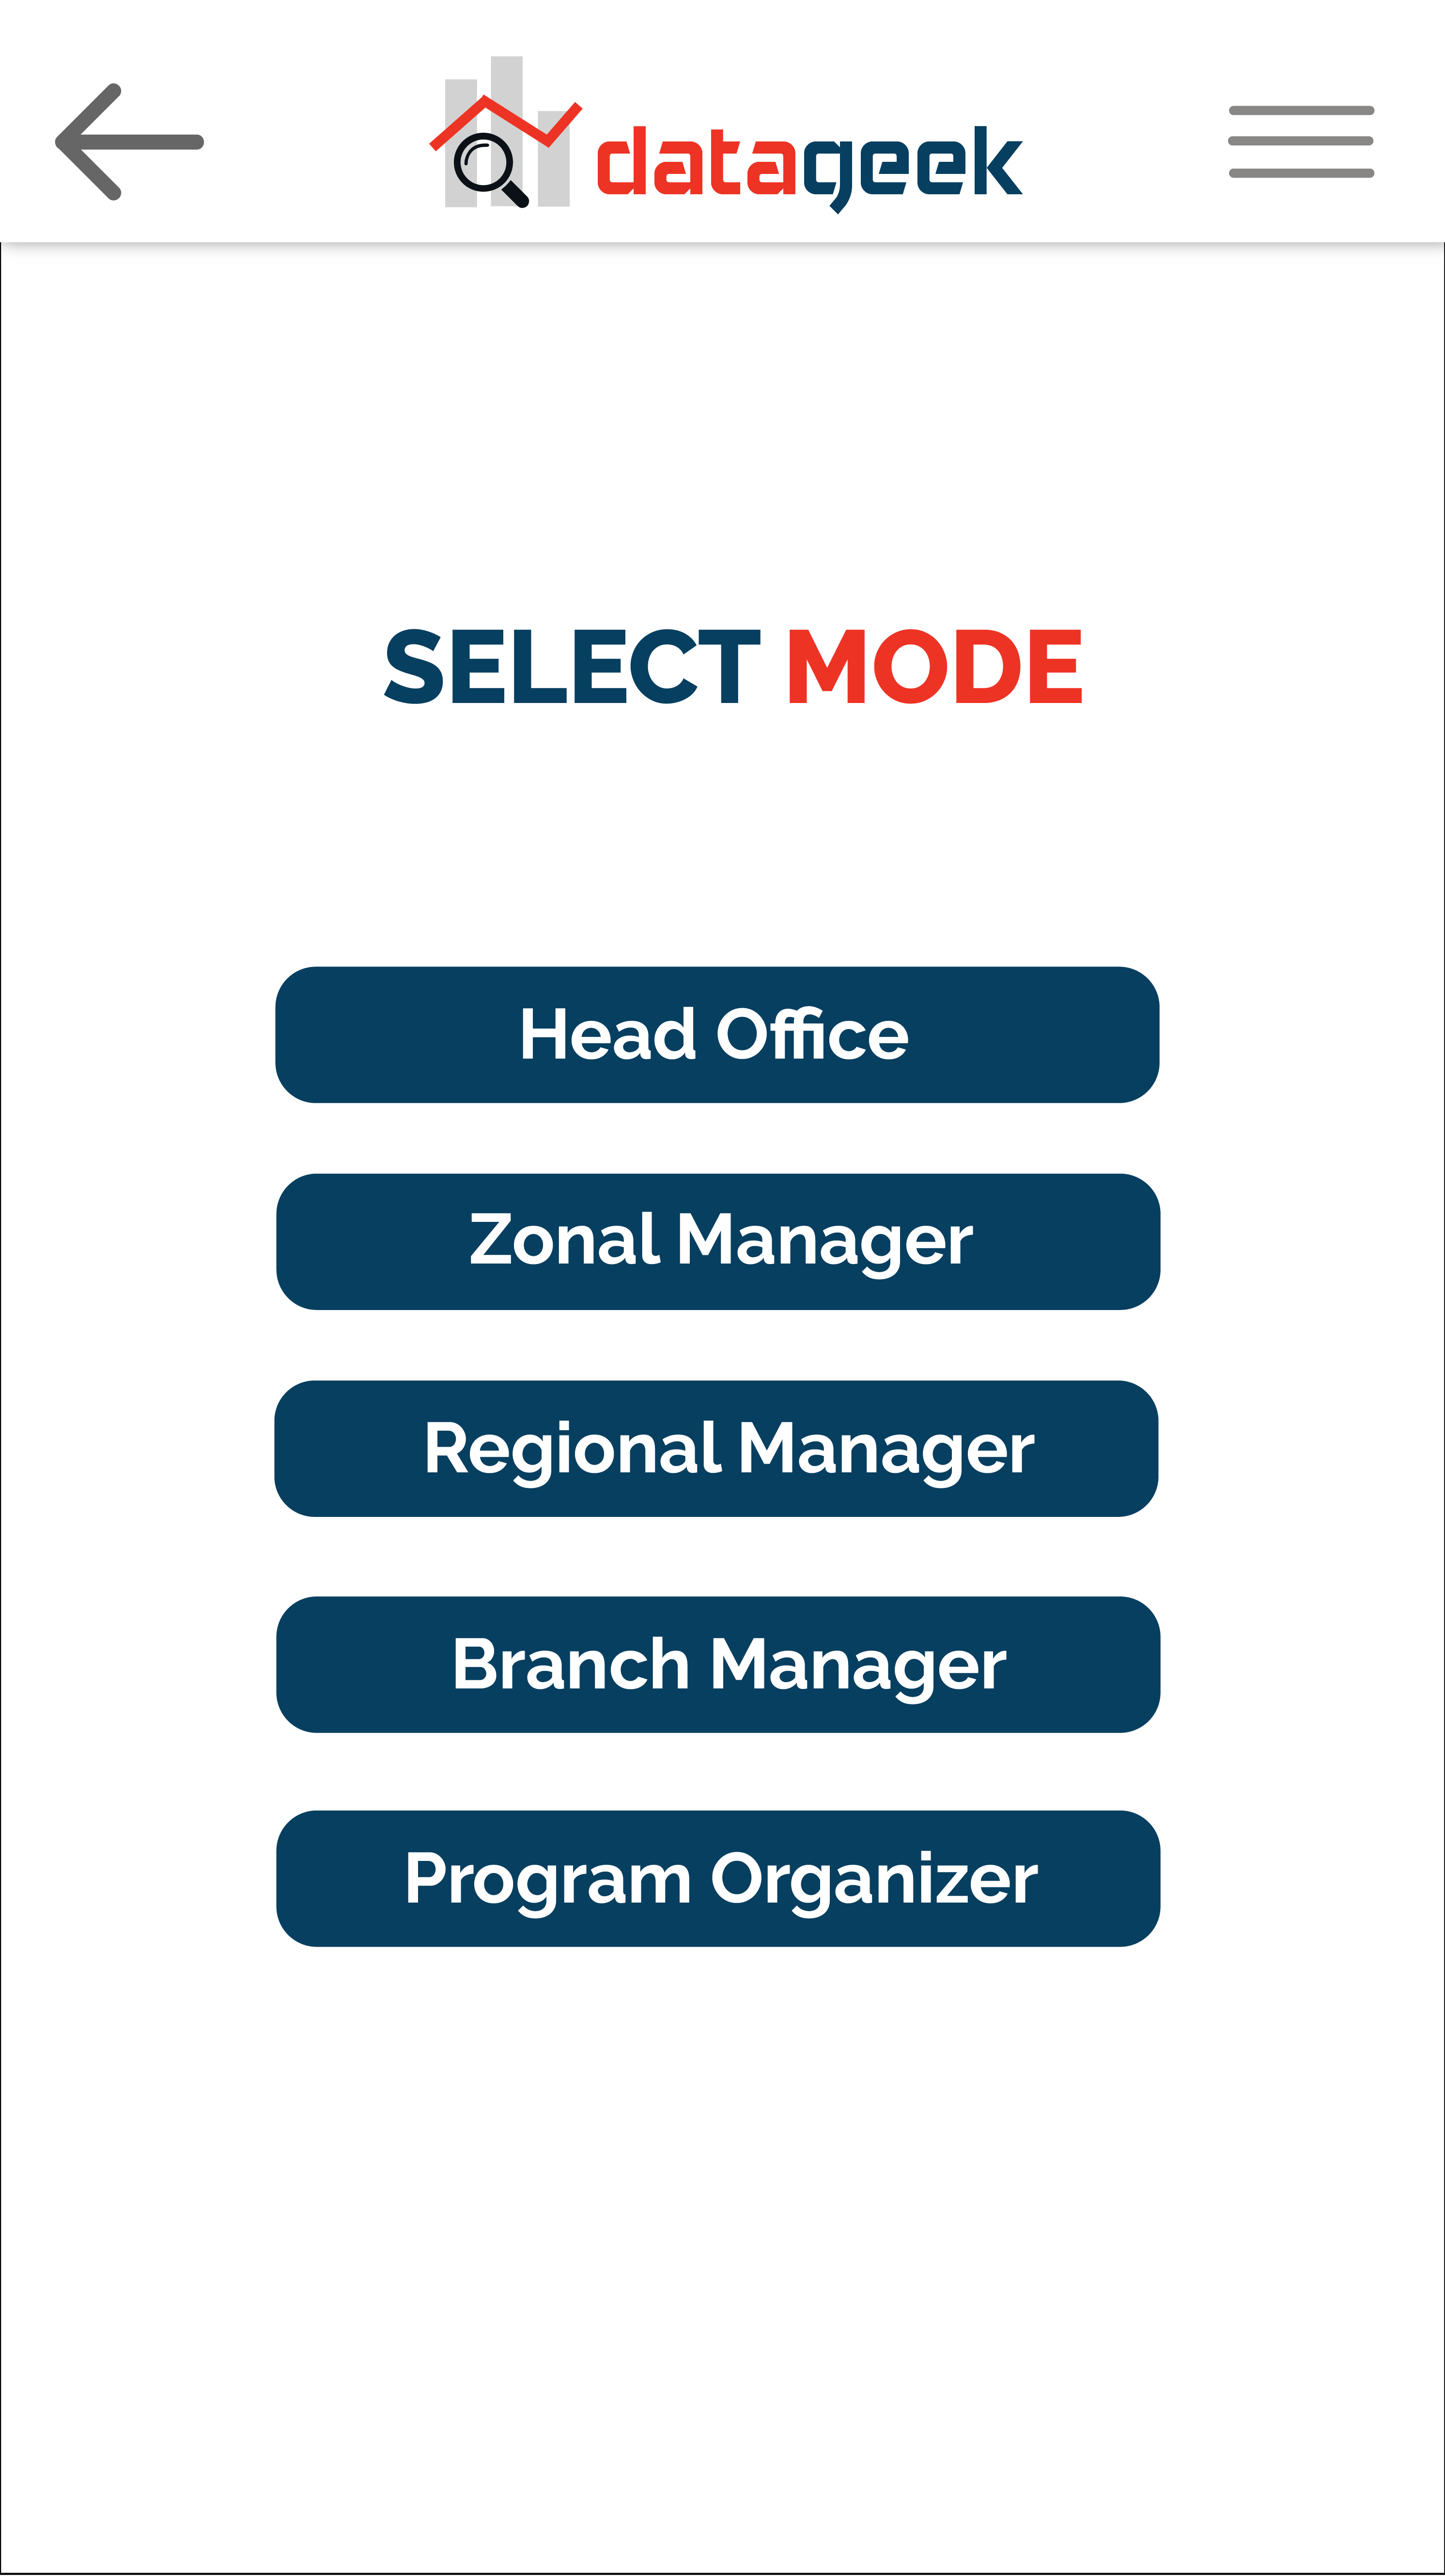 datageek
SELECT MODE
Head Office
Zonal Manager
Regional Manager
Branch Manager
Program Organizer